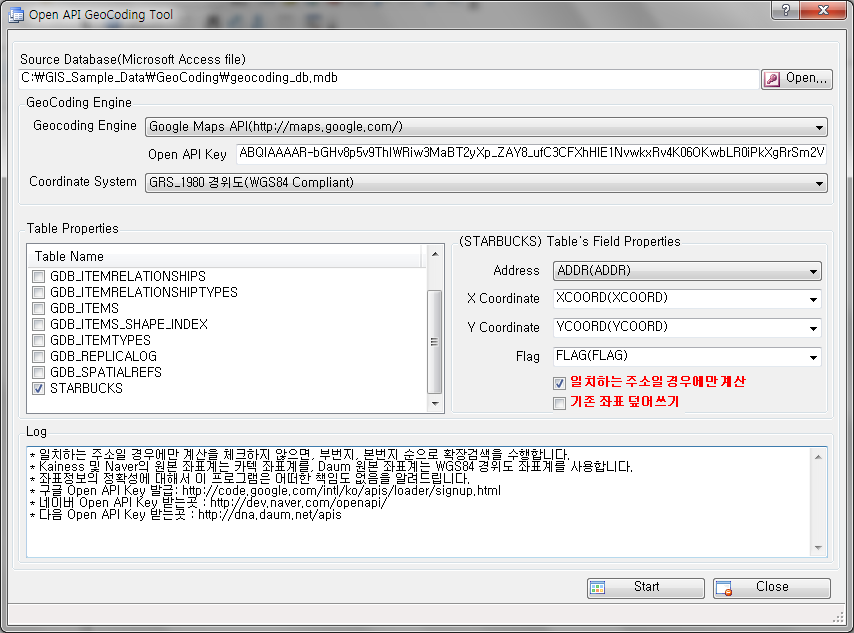 Open API GeoCoding Tool
Source Database(Microsoft Access file)
C:₩GIS_Sample_Data₩GeoCoding₩geocoding_db.mdb
Open...
GeoCoding Engine
Geocoding Engine
Google Maps API(http://maps.google.com/)
Open API Key
ABQIAAAAR-bGHv8p5v9ThIWRiw3MaBT2yXp_ZAY8_ufC3CFXhHIE1NvwkxRv4K06OKwbLR0iPkXgRrSm2V
Coordinate System
GRS_1980 경위도(WGS84 Compliant)
Table Properties
Table Name
GDB_ITEMRELATIONSHIPS
GDB_ITEMRELATIONSHIPTYPES
GDB_ITEMS
GDB_ITEMS_SHAPE_INDEX
GDB_ITEMTYPES
GDB_REPLICALOG
GDB_SPATIALREFS
STARBUCKS
(STARBUCKS) Table's Field Properties
Address
ADDR(ADDR)
X Coordinate
XCOORD(XCOORD)
Y Coordinate
YCOORD(YCOORD)
Flag
FLAG(FLAG)
일치하는 주소일 경우에만 계산
기존 좌표 덮어쓰기
Log
* 일치하는 주소일 경우에만 계산을 체크하지 않으면, 부번지, 본번지 순으로 확장검색을 수행합니다.
* Kainess 및 Naver의 원본 좌표계는 카텍 좌표계를, Daum 원본 좌표계는 WGS84 경위도 좌표계를 사용합니다.
* 좌표정보의 정확성에 대해서 이 프로그램은 어떠한 책임도 없음을 알려드립니다.
* 구글 Open API Key 발급: http://code.google.com/intl/ko/apis/loader/signup.html
* 네이버 Open API Key 받는곳 : http://dev.naver.com/openapi/
* 다음 Open API Key 받는곳 : http://dna.daum.net/apis
Start
Close